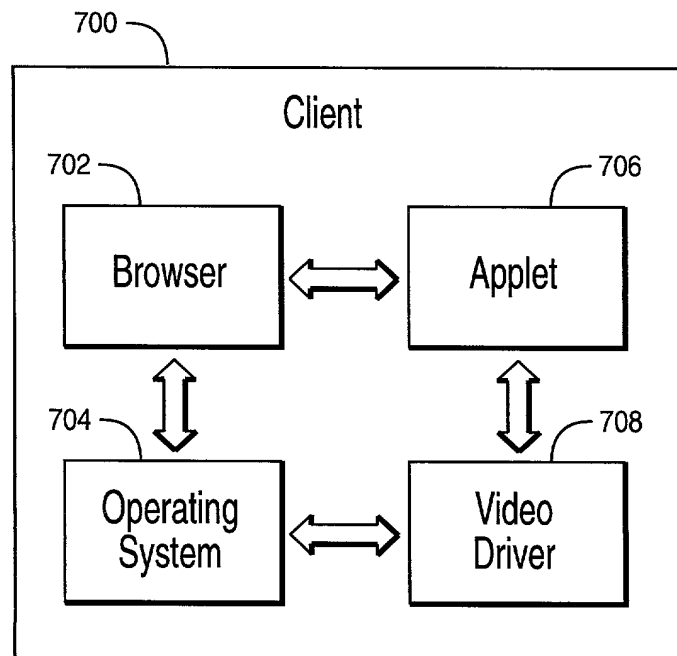 700
Client
702
706
Browser
Applet
704
708
Operating
System
Video
Driver